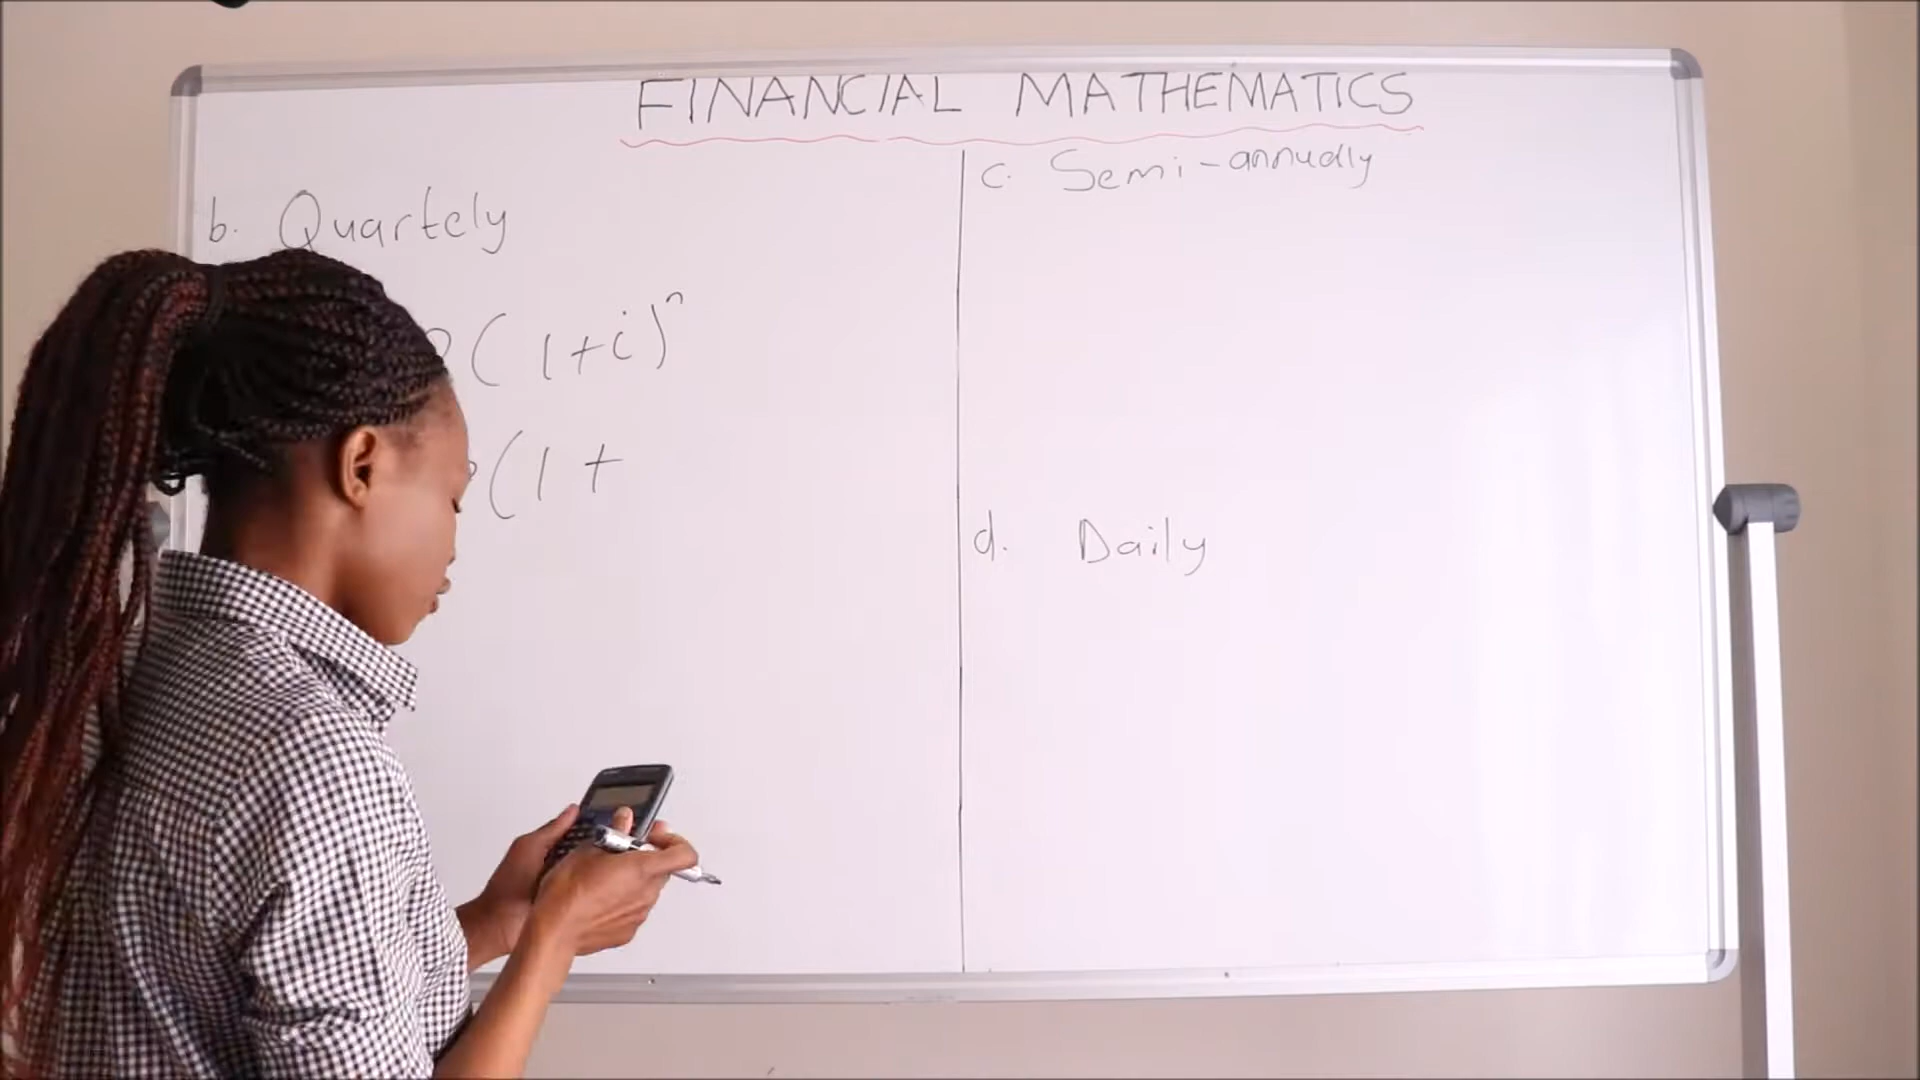 FINANCIAL MATHEMATICS
b. Quartely
P(1+i)^n
(1 +
c. Semi-annually
d. Daily